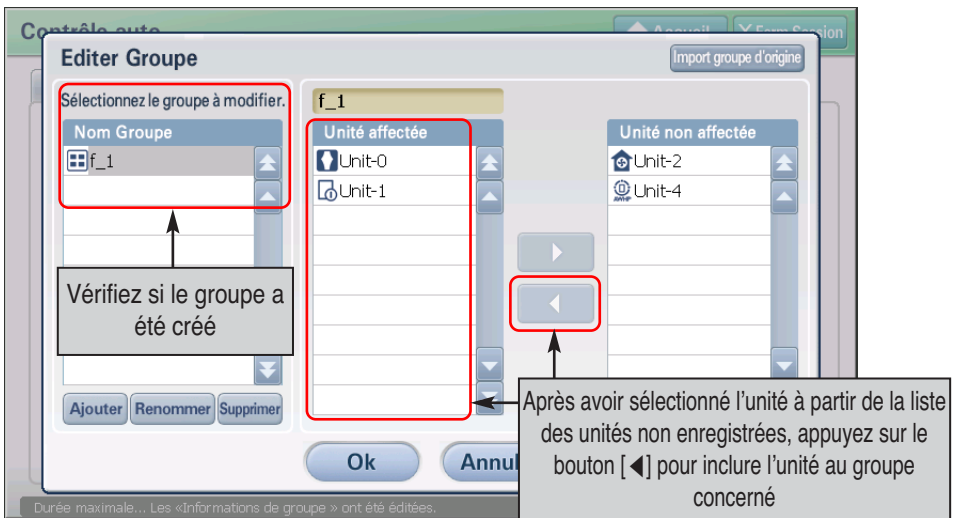 Contrôle auto
Accueil
Editer Groupe
Import groupe d'origine
Sélectionnez le groupe à modifier.
Nom Groupe
f_1
f_1
Unité affectée
Unit-0
Unit-1
Unité non affectée
Unit-2
Unit-4
Vérifiez si le groupe a
été créé
Ajouter
Renommer
Supprimer
Ok
Annul
Après avoir sélectionné l'unité à partir de la liste
des unités non enregistrées, appuyez sur le
bouton [◀] pour inclure l'unité au groupe
concerné
Durée maximale... Les «Informations de groupe » ont été éditées.